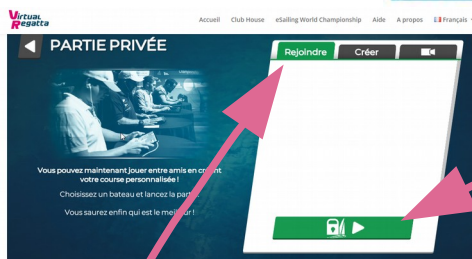 Virtual
Regatta
Accueil Club House eSailing World Championship Aide A propos Français
PARTIE PRIVÉE
Rejoindre Créer
Vous pouvez maintenant jouer entre amis en créant
votre course personnalisée !
Choisissez un bateau et lancez la partie
Vous saurez enfin qui est le meilleur !